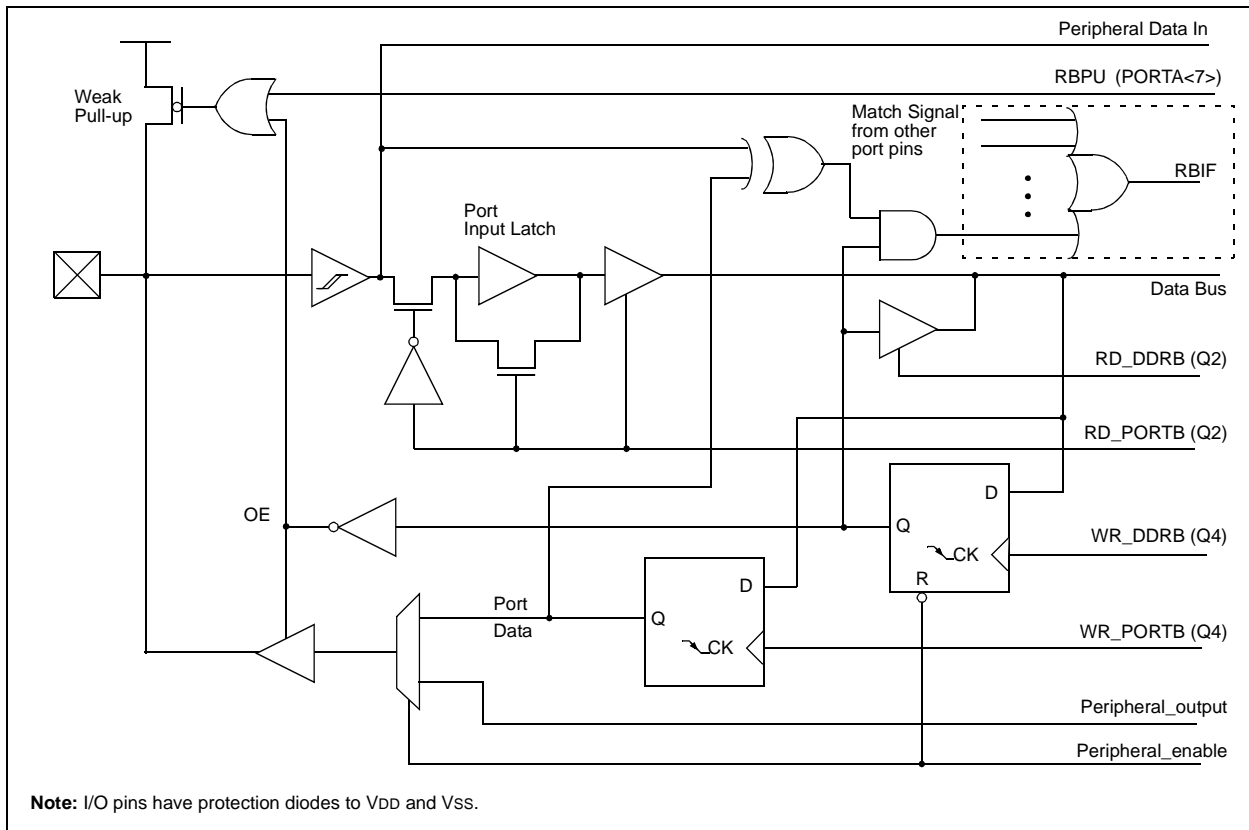 Peripheral Data In
RBPU (PORTA<7>)
Weak
Pull-up
Match Signal
from other
port pins
RBIF
Port
Input Latch
Data Bus
RD_DDRB (Q2)
RD_PORTB (Q2)
D
OE
Q
WR_DDRB (Q4)
CK
R
D
Port
Data
Q
WR_PORTB (Q4)
CK
Peripheral_output
Peripheral_enable
Note: I/O pins have protection diodes to VDD and VSS.